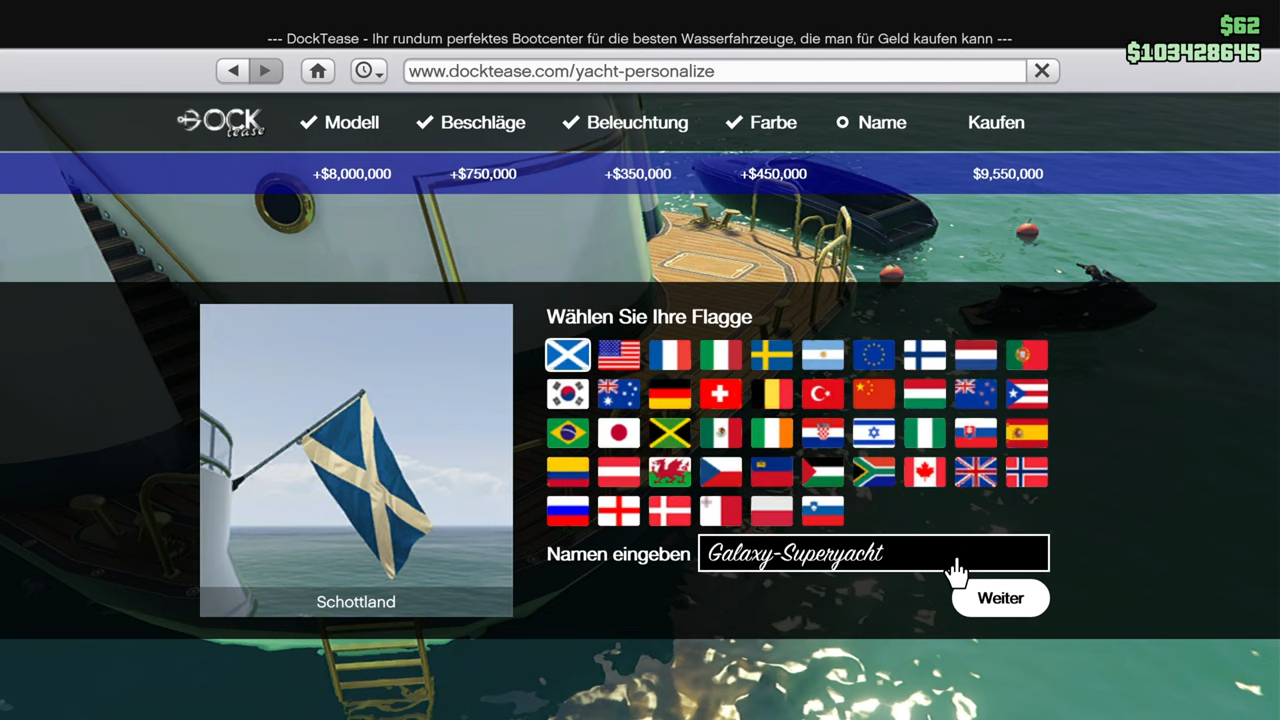 $62
--- DockTease - Ihr rundum perfektes Bootcenter für die besten Wasserfahrzeuge, die man für Geld kaufen kann ---
$103428645
www.docktease.com/yacht-personalize
DOCK tease Modell Beschläge Beleuchtung Farbe Name Kaufen
+$8,000,000 +$750,000 +$350,000 +$450,000 $9,550,000
Wählen Sie Ihre Flagge
Namen eingeben Galaxy-Superyacht
Weiter
Schottland